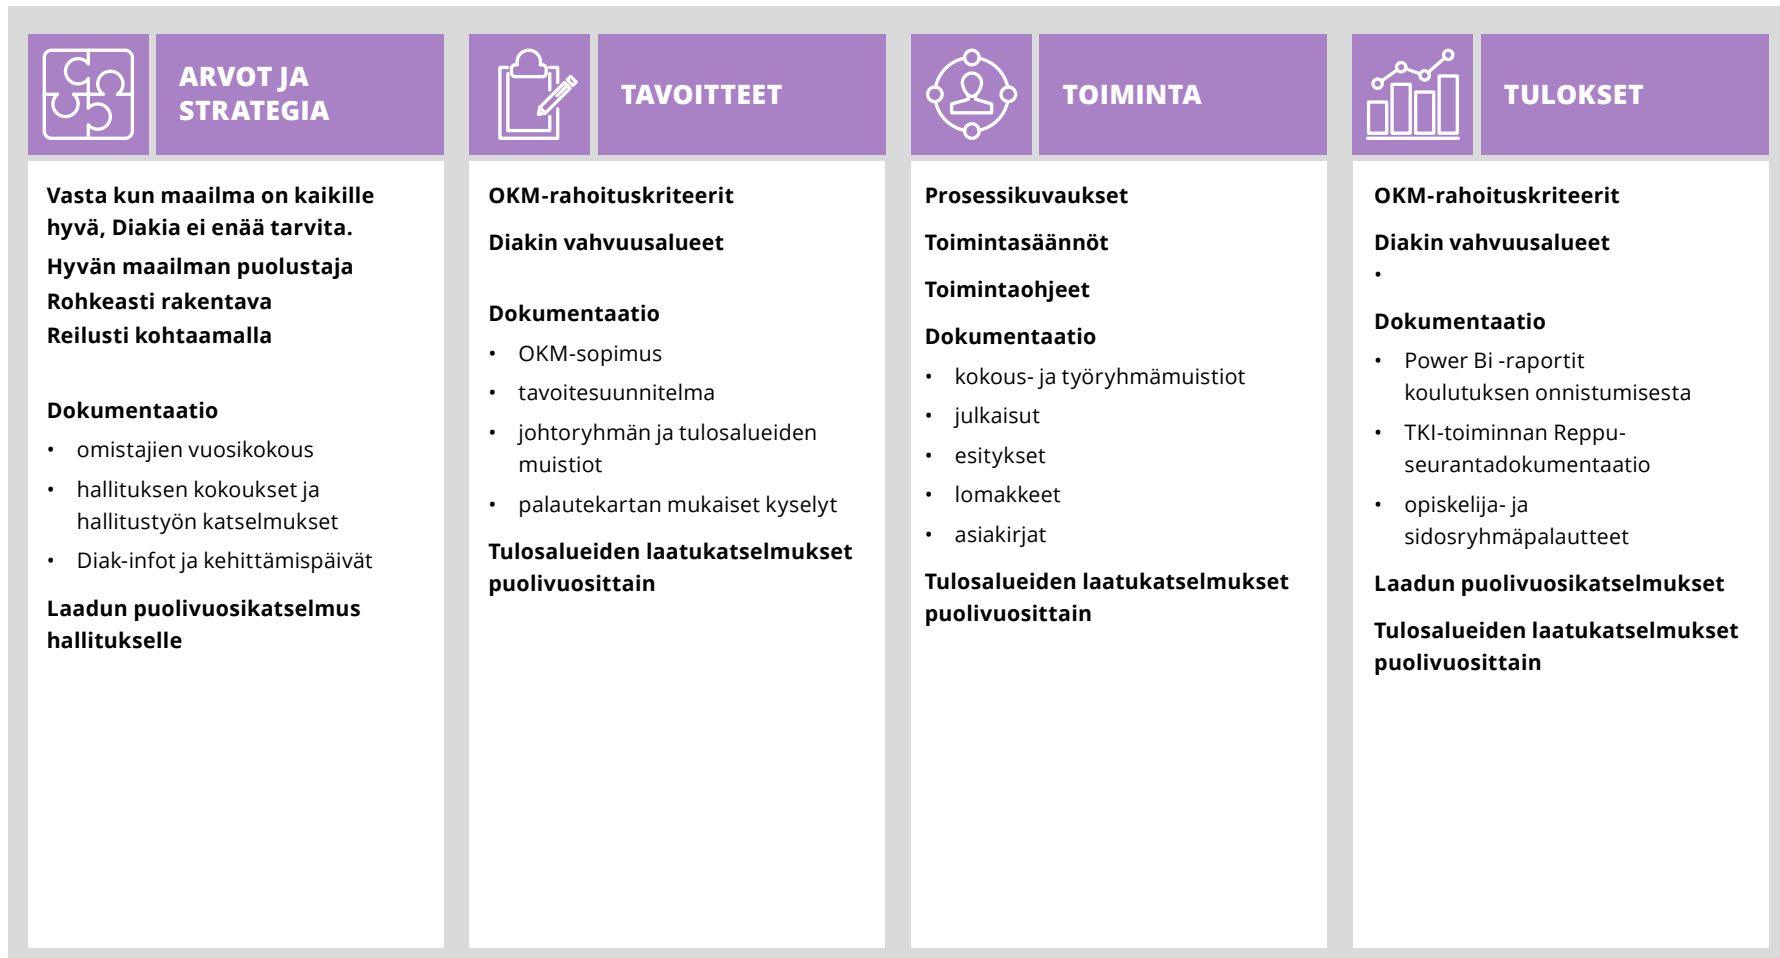 ARVOT JA
STRATEGIA
Vasta kun maailma on kaikille
hyvä, Diakia ei enää tarvita.
Hyvän maailman puolustaja
Rohkeasti rakentava
Reilusti kohtaamalla
Dokumentaatio
• omistajien vuosikokous
• hallituksen kokoukset ja
hallitustyön katselmukset
• Diak-infot ja kehittämispäivät
Laadun puolivuosikatselmus
hallitukselle
TAVOITTEET
OKM-rahoituskriteerit
Diakin vahvuusalueet
Dokumentaatio
• OKM-sopimus
• tavoitesuunnitelma
• johtoryhmän ja tulosalueiden
muistiot
• palautekartan mukaiset kyselyt
Tulosalueiden laatukatselmukset
puolivuosittain
TOIMINTA
Prosessikuvaukset
Toimintasäännöt
Toimintaohjeet
Dokumentaatio
• kokous- ja työryhmämuistiot
• julkaisut
• esitykset
• lomakkeet
• asiakirjat
Tulosalueiden laatukatselmukset
puolivuosittain
TULOKSET
OKM-rahoituskriteerit
Diakin vahvuusalueet
•
Dokumentaatio
• Power Bi -raportit
koulutuksen onnistumisesta
• TKI-toiminnan Reppu-
seurantadokumentaatio
• opiskelija- ja
sidosryhmäpalautteet
Laadun puolivuosikatselmukset
Tulosalueiden laatukatselmukset
puolivuosittain